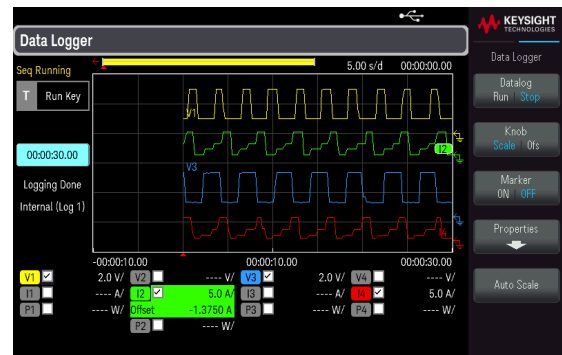 KEYSIGHT
TECHNOLOGIES
Data Logger
Data Logger
Seq Running
5.00 s/d 00:00:00.00
T Run Key
Datalog
Run | Stop
V1
Knob
Scale | Ofs
00:00:30.00
I2
Logging Done
V3
Marker
ON | OFF
Internal (Log 1)
I4
Properties
-00:00:10.00 00:00:10.00 00:00:30.00
V1 2.0 V/ V2 ---- V/ V3 2.0 V/ V4 ---- V/
I1 ---- A/ I2 5.0 A/ I3 ---- A/ I4 5.0 A/
Auto Scale
P1 ---- W/ Offset -1.3750 A P3 ---- W/ P4 ---- W/
P2 ---- W/